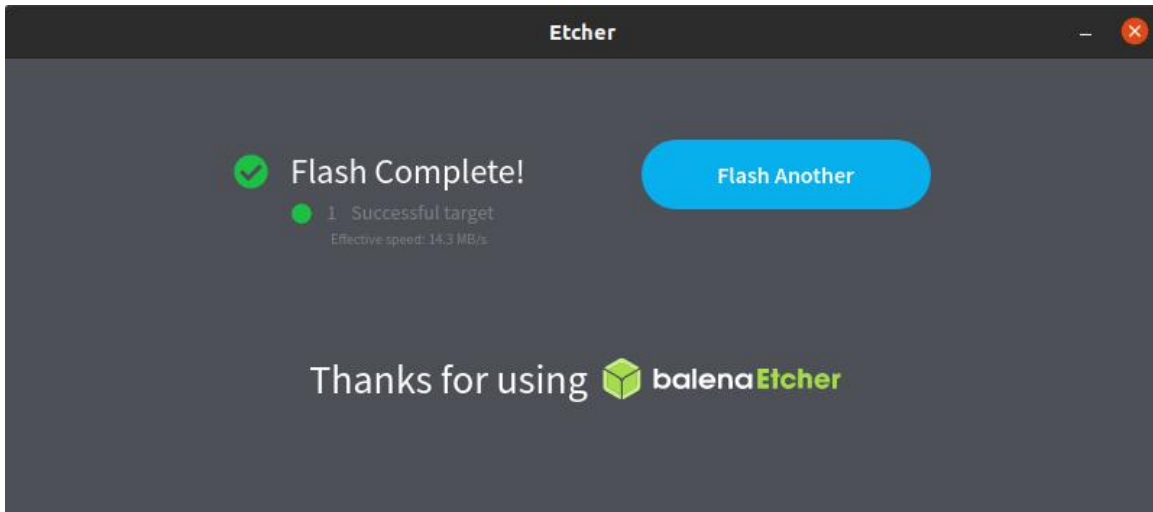 Etcher
Flash Complete!
Flash Another
1 Successful target
Effective speed: 14.3 MB/s
Thanks for using balenaEtcher